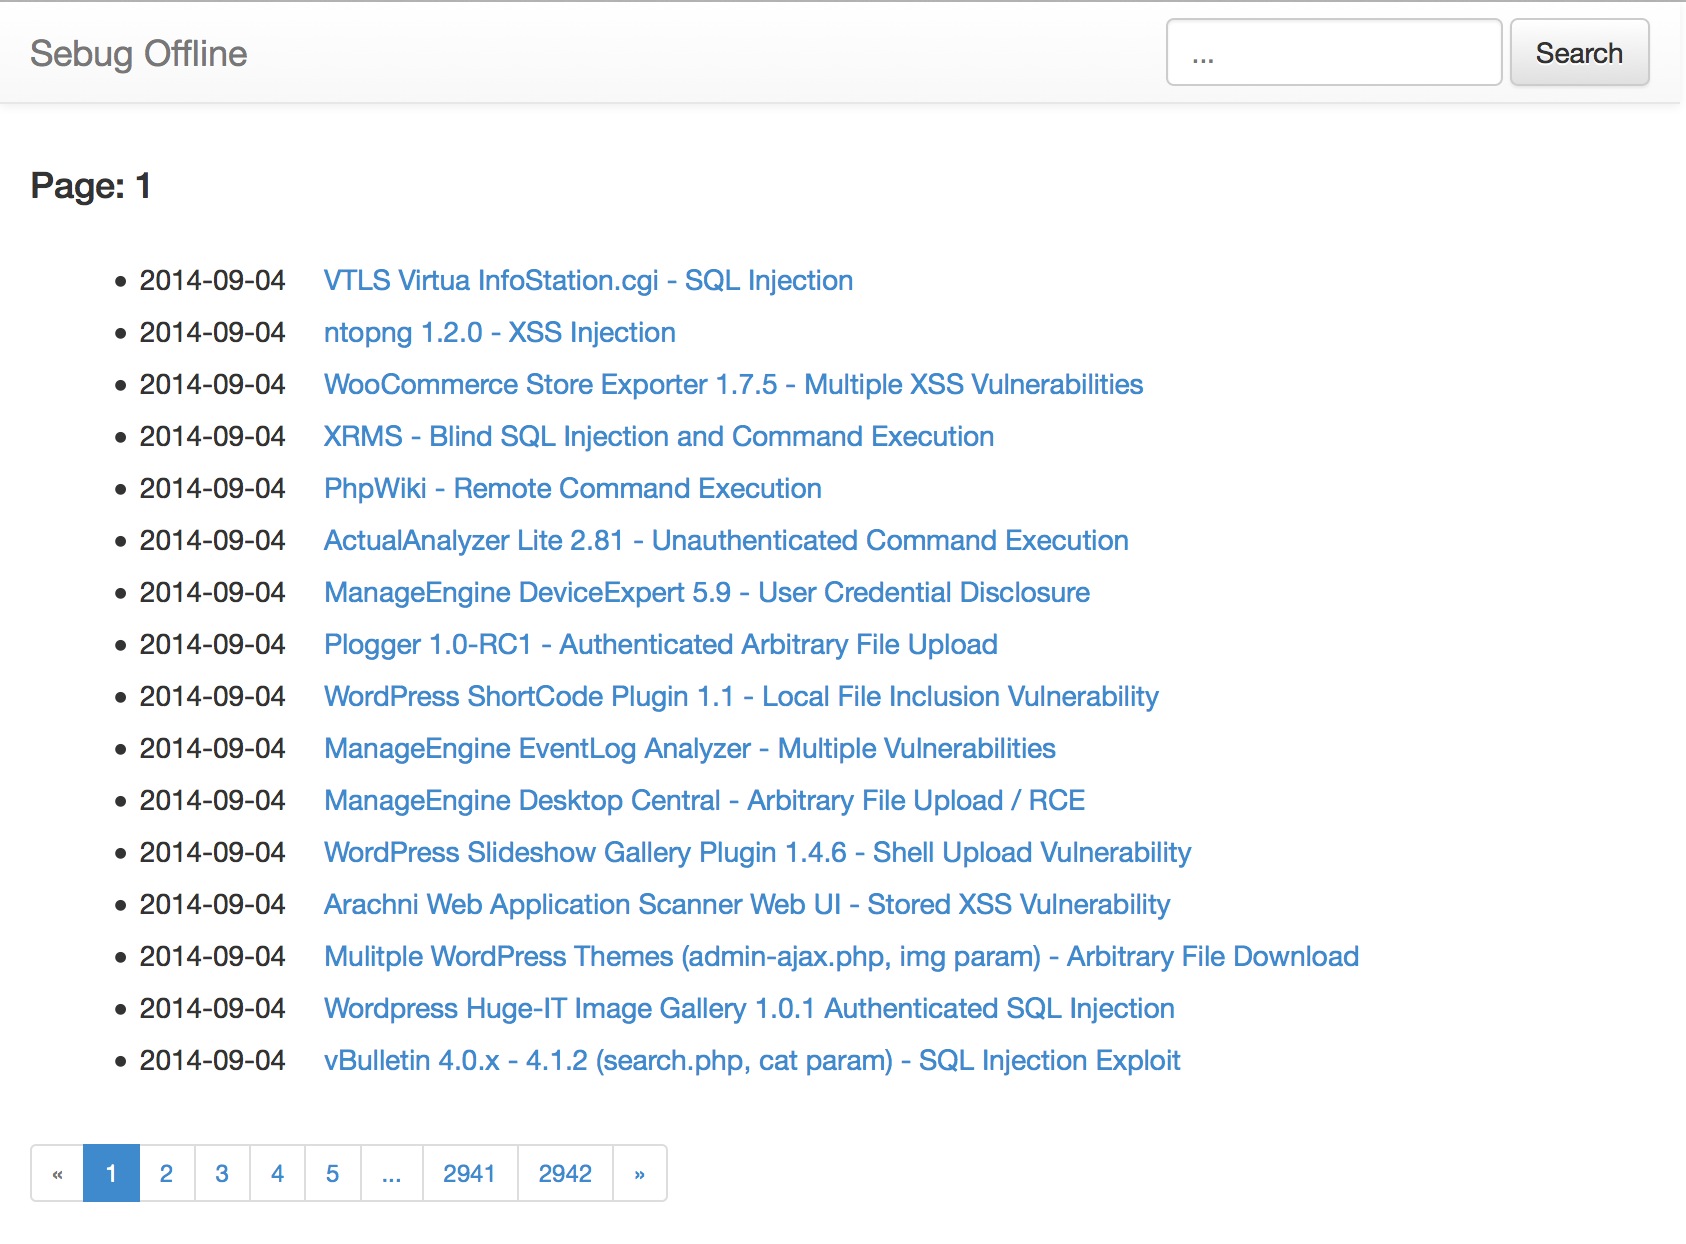 Sebug Offline
...
Search
Page: 1
2014-09-04 VTLS Virtua InfoStation.cgi - SQL Injection
2014-09-04 ntopng 1.2.0 - XSS Injection
2014-09-04 WooCommerce Store Exporter 1.7.5 - Multiple XSS Vulnerabilities
2014-09-04 XRMS - Blind SQL Injection and Command Execution
2014-09-04 PhpWiki - Remote Command Execution
2014-09-04 ActualAnalyzer Lite 2.81 - Unauthenticated Command Execution
2014-09-04 ManageEngine DeviceExpert 5.9 - User Credential Disclosure
2014-09-04 Plogger 1.0-RC1 - Authenticated Arbitrary File Upload
2014-09-04 WordPress ShortCode Plugin 1.1 - Local File Inclusion Vulnerability
2014-09-04 ManageEngine EventLog Analyzer - Multiple Vulnerabilities
2014-09-04 ManageEngine Desktop Central - Arbitrary File Upload / RCE
2014-09-04 WordPress Slideshow Gallery Plugin 1.4.6 - Shell Upload Vulnerability
2014-09-04 Arachni Web Application Scanner Web UI - Stored XSS Vulnerability
2014-09-04 Mulitple WordPress Themes (admin-ajax.php, img param) - Arbitrary File Download
2014-09-04 Wordpress Huge-IT Image Gallery 1.0.1 Authenticated SQL Injection
2014-09-04 vBulletin 4.0.x - 4.1.2 (search.php, cat param) - SQL Injection Exploit
« 1 2 3 4 5 ... 2941 2942 »